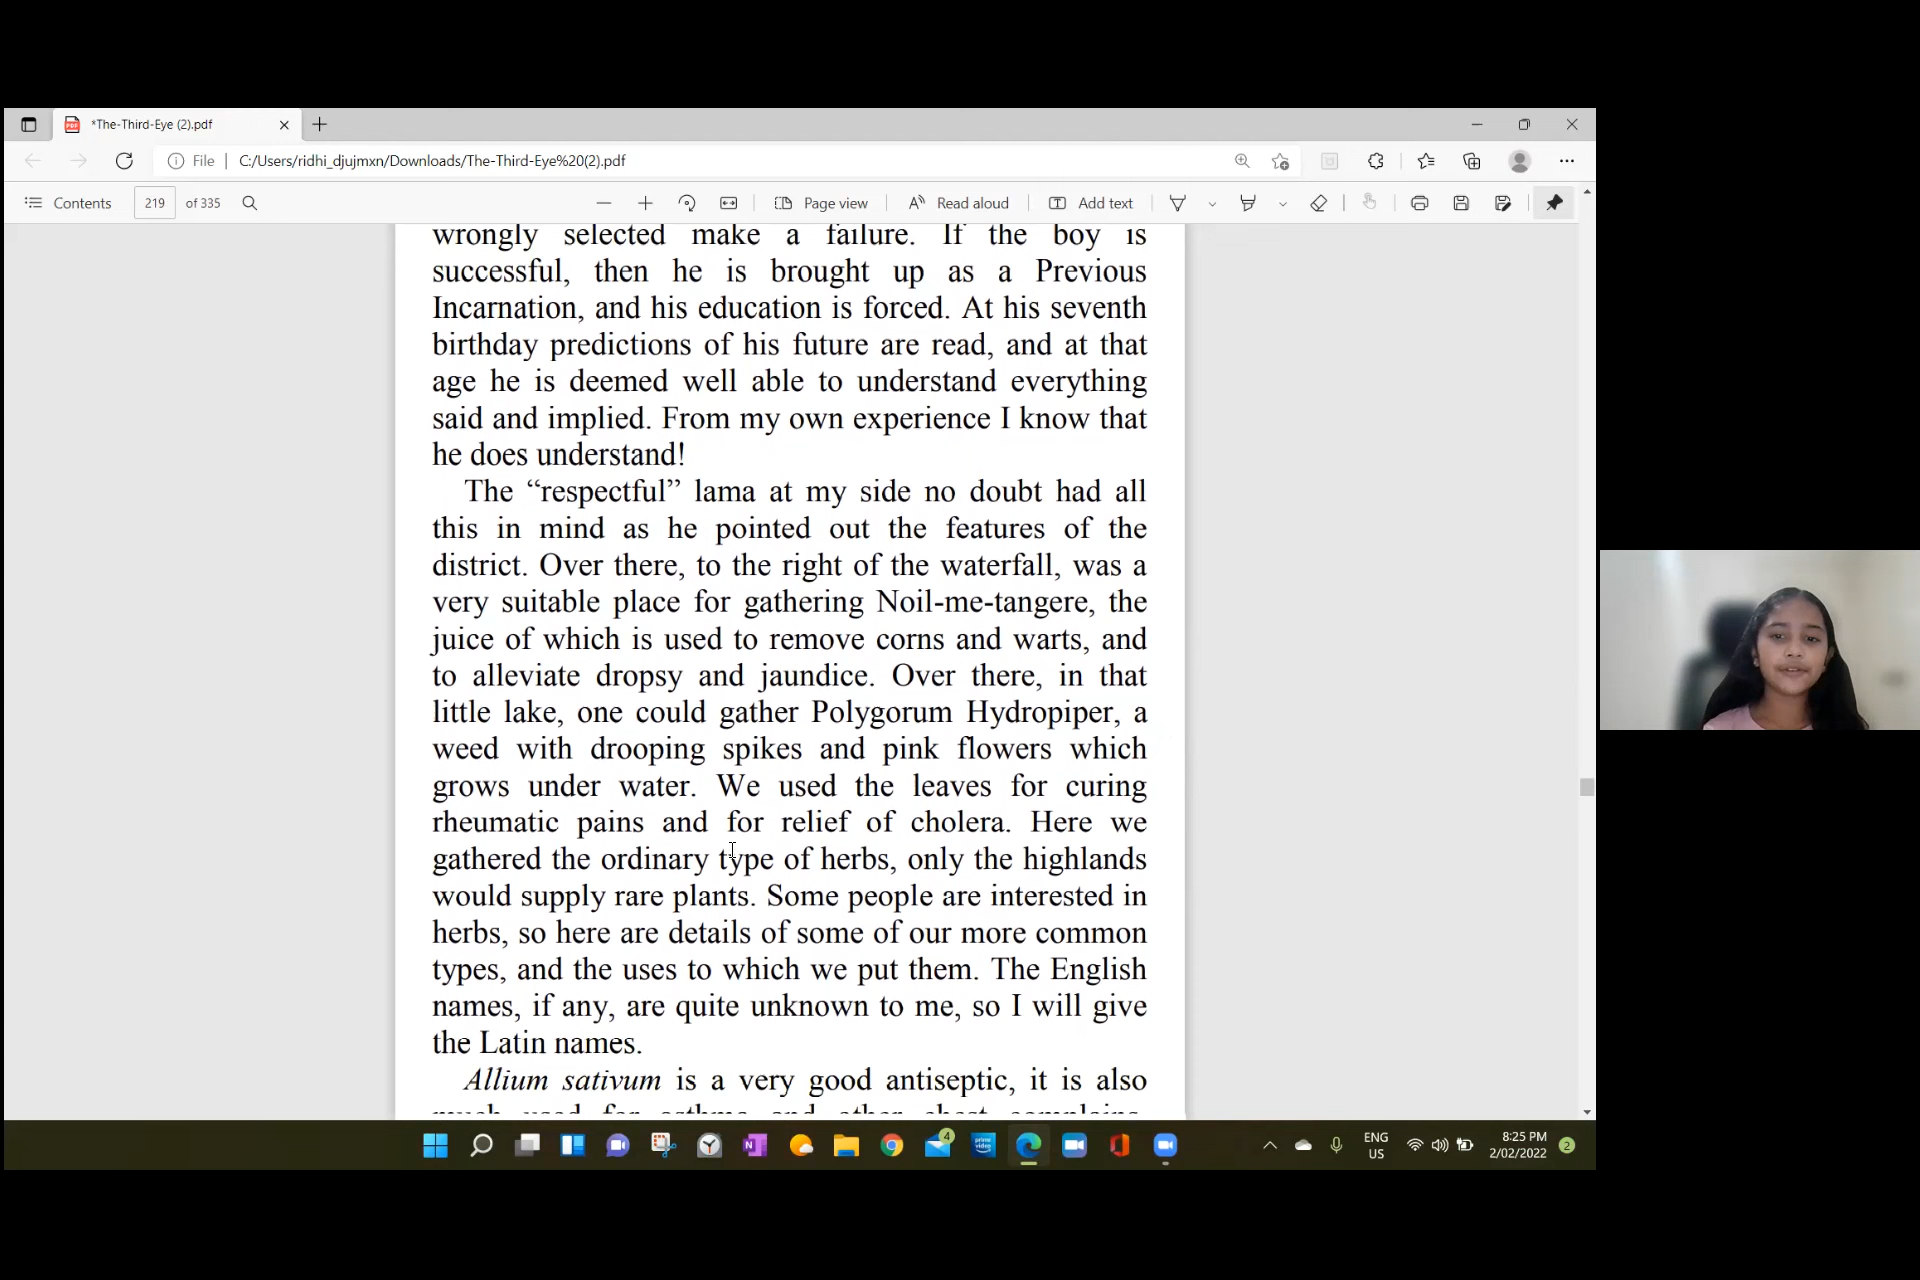 *The-Third-Eye (2).pdf
File C:/Users/ridhi_djujmxn/Downloads/The-Third-Eye%20(2).pdf
Contents 219 of 335 Page view Read aloud Add text
wrongly selected make a failure. If the boy is
successful, then he is brought up as a Previous
Incarnation, and his education is forced. At his seventh
birthday predictions of his future are read, and at that
age he is deemed well able to understand everything
said and implied. From my own experience I know that
he does understand!
The “respectful” lama at my side no doubt had all
this in mind as he pointed out the features of the
district. Over there, to the right of the waterfall, was a
very suitable place for gathering Noil-me-tangere, the
juice of which is used to remove corns and warts, and
to alleviate dropsy and jaundice. Over there, in that
little lake, one could gather Polygorum Hydropiper, a
weed with drooping spikes and pink flowers which
grows under water. We used the leaves for curing
rheumatic pains and for relief of cholera. Here we
gathered the ordinary type of herbs, only the highlands
would supply rare plants. Some people are interested in
herbs, so here are details of some of our more common
types, and the uses to which we put them. The English
names, if any, are quite unknown to me, so I will give
the Latin names.
Allium sativum is a very good antiseptic, it is also
much used for asthma and other chest complains.
4
prime video
ENG
US
8:25 PM
2/02/2022
2